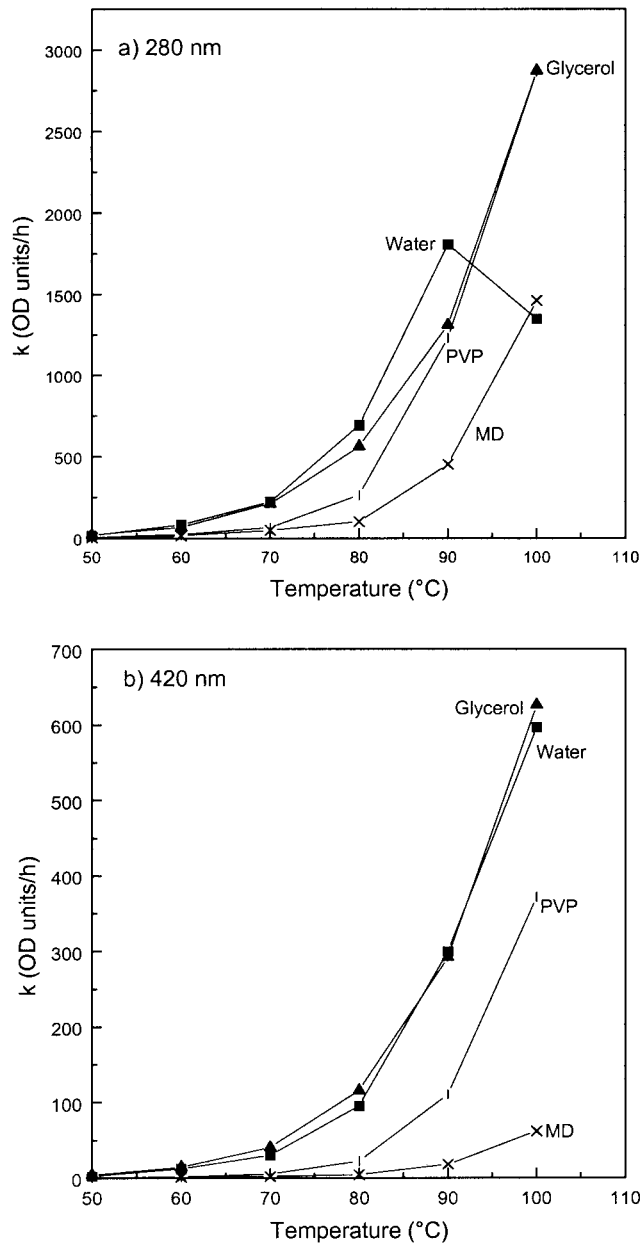 a) 280 nm
3000
2500
2000
1500
1000
500
0
k (OD units/h)
Glycerol
Water
PVP
MD
50 60 70 80 90 100 110
Temperature (°C)
b) 420 nm
700
600
500
400
300
200
100
0
k (OD units/h)
Glycerol
Water
PVP
MD
50 60 70 80 90 100 110
Temperature (°C)